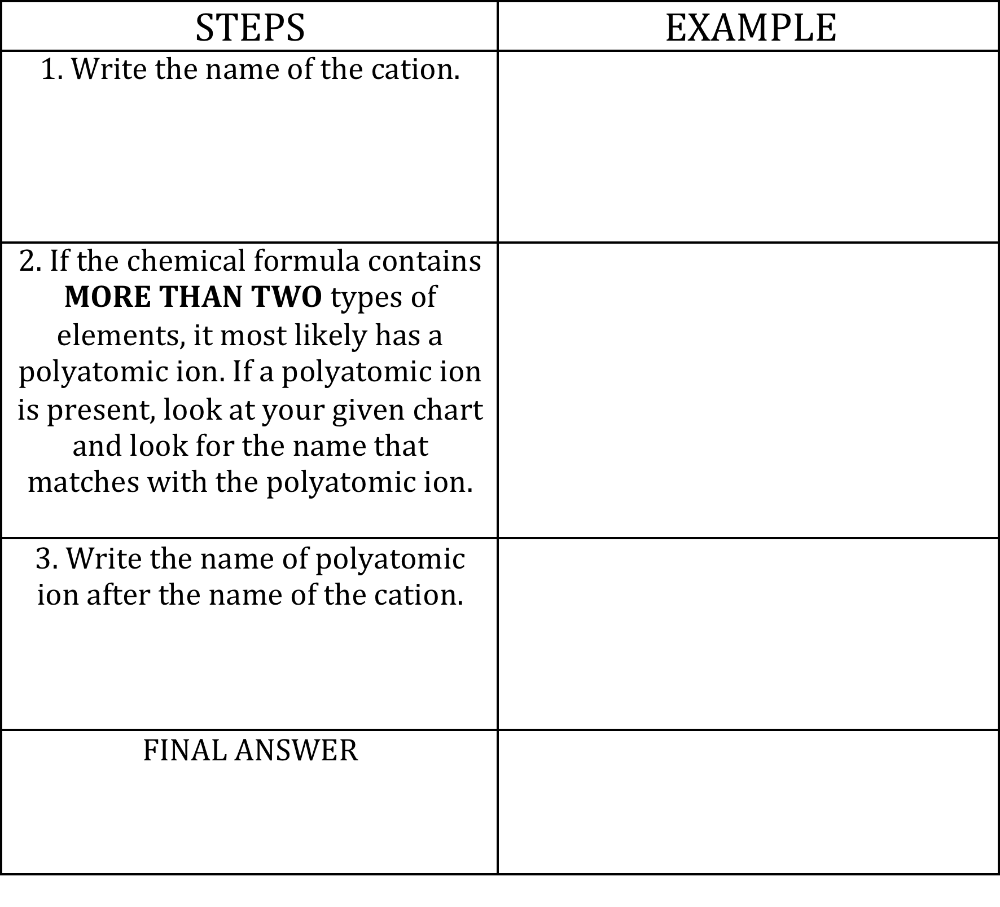 STEPS
EXAMPLE
1. Write the name of the cation.
2. If the chemical formula contains
MORE THAN TWO types of
elements, it most likely has a
polyatomic ion. If a polyatomic ion
is present, look at your given chart
and look for the name that
matches with the polyatomic ion.
3. Write the name of polyatomic
ion after the name of the cation.
FINAL ANSWER